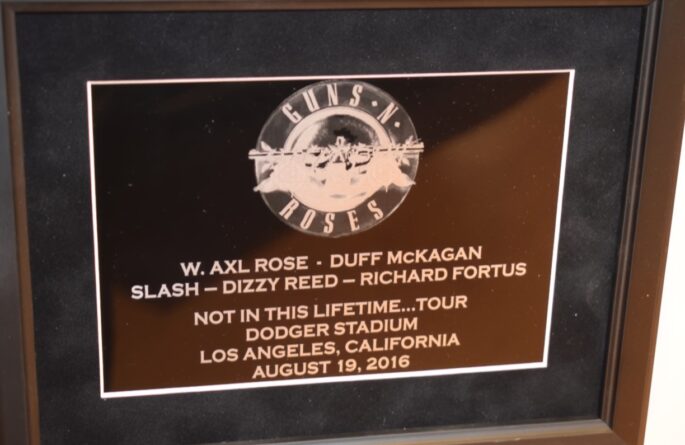 GUNS N' ROSES
W. AXL ROSE - DUFF McKAGAN
SLASH – DIZZY REED – RICHARD FORTUS
NOT IN THIS LIFETIME...TOUR
DODGER STADIUM
LOS ANGELES, CALIFORNIA
AUGUST 19, 2016